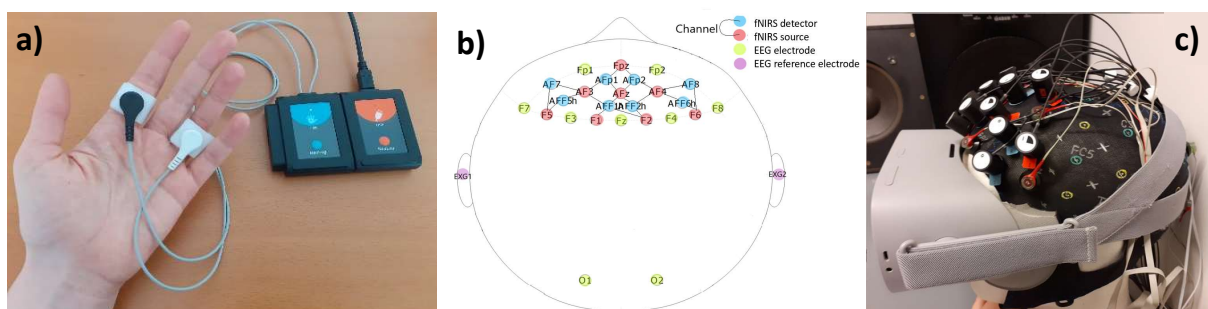 a)
b)
Channel
fNIRS detector
fNIRS source
EEG electrode
EEG reference electrode
Fp1
Fpz
Fp2
AF7
AFp1
AFp2
AF8
AF3
AFz
AF4
AFF5h
AFF1h
AFF2h
AFF6h
F7
F5
F3
F1
Fz
F2
F4
F6
F8
EXG1
EXG2
O1
O2
c)
FC5